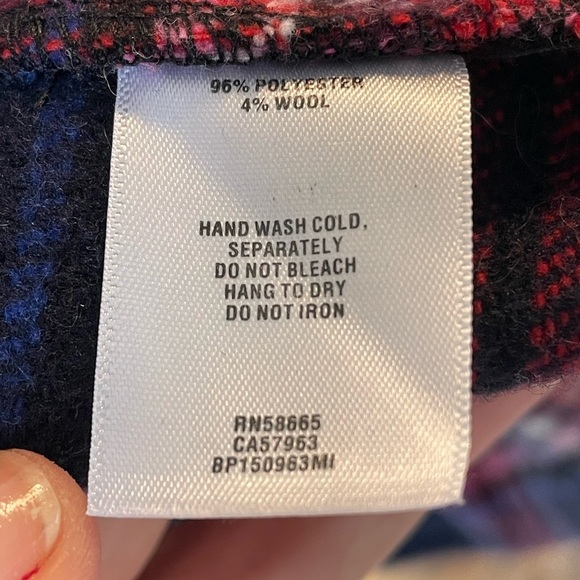 96% POLYESTER
4% WOOL
HAND WASH COLD,
SEPARATELY
DO NOT BLEACH
HANG TO DRY
DO NOT IRON
RN58665
CA57963
BP150963MI